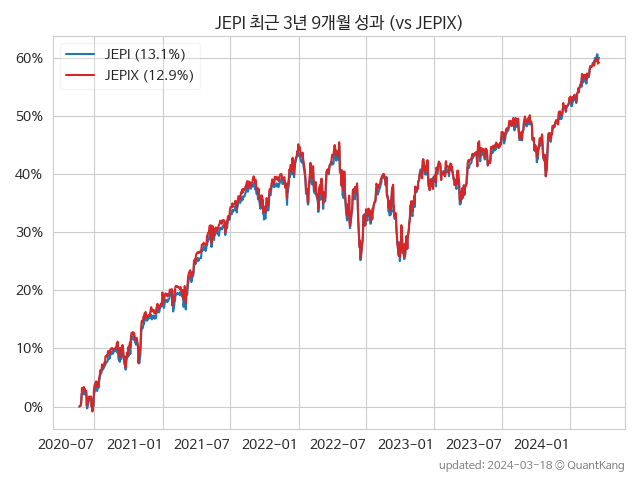 JEPI 최근 3년 9개월 성과 (vs JEPIX)
JEPI (13.1%)
JEPIX (12.9%)
60%
50%
40%
30%
20%
10%
0%
2020-07 2021-01 2021-07 2022-01 2022-07 2023-01 2023-07 2024-01
updated: 2024-03-18 © QuantKang